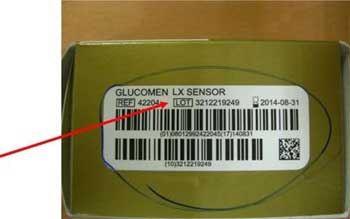 GLUCOMEN LX SENSOR
REF 42204 LOT 3212219249 2014-08-31
(01)08012992422045(17)140831
(10)3212219249